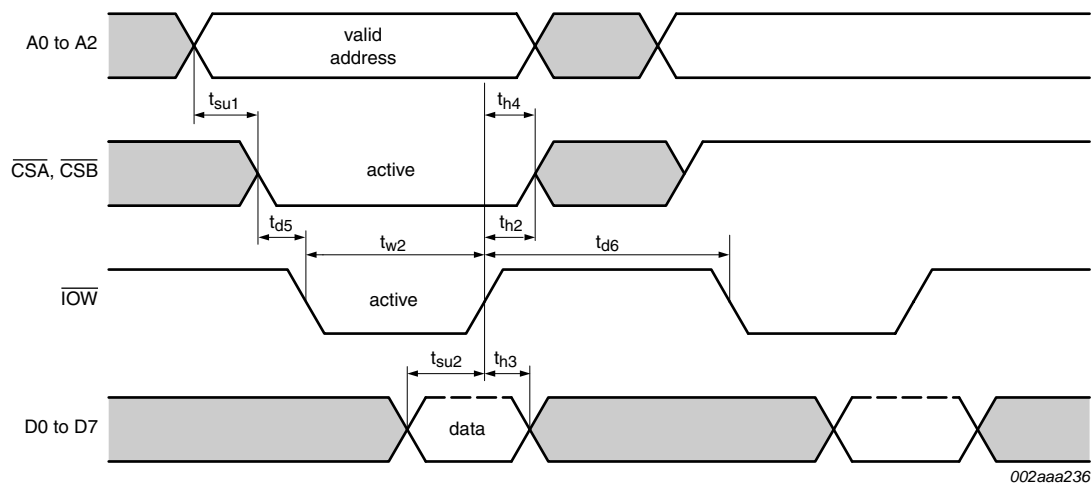 A0 to A2
valid
address
tsu1
th4
CSA, CSB
active
td5
tw2
th2
td6
IOW
active
tsu2
th3
D0 to D7
data
002aaa236